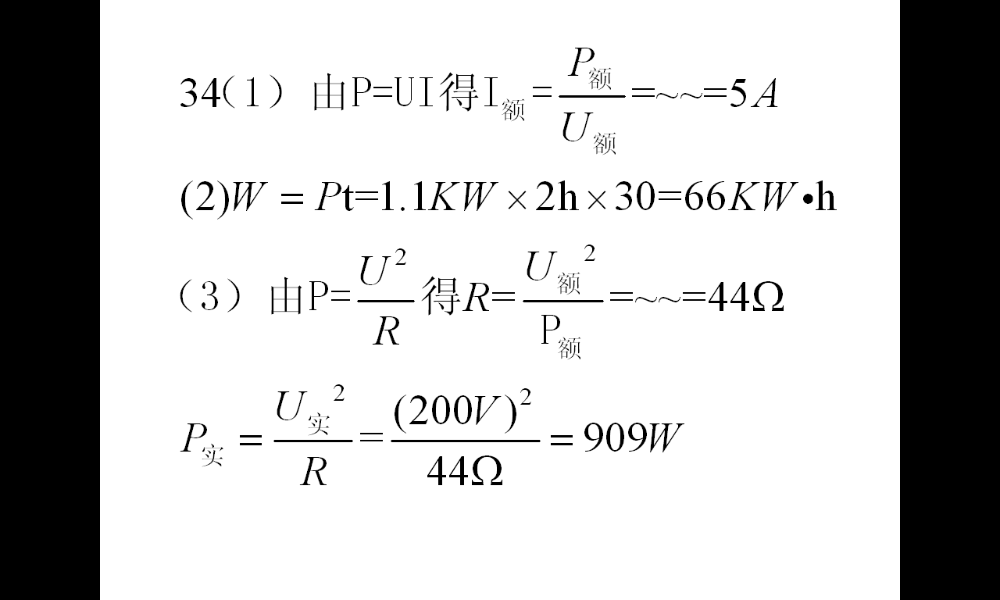 34（1）由P=UI得I额=P额/U额=~~=5A
(2)W=Pt=1.1KW×2h×30=66KW•h
（3）由P=U²/R得R=U额²/P额=~~=44Ω
P实=U实²/R=(200V)²/44Ω=909W